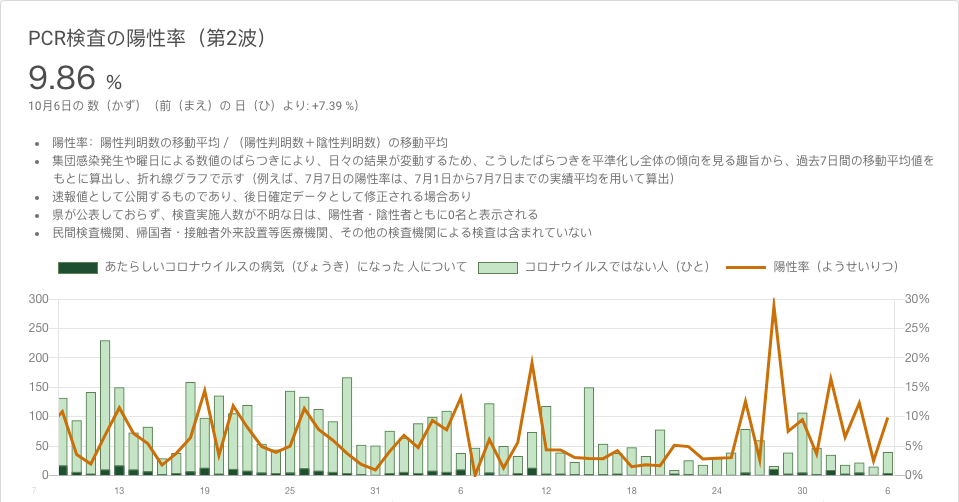 PCR検査の陽性率（第2波）
9.86 %
10月6日の 数（かず）（前（まえ）の 日（ひ）より: +7.39 %）
• 陽性率：陽性判明数の移動平均 / （陽性判明数＋陰性判明数）の移動平均
• 集団感染発生や曜日による数値のばらつきにより、日々の結果が変動するため、こうしたばらつきを平準化し全体の傾向を見る趣旨から、過去7日間の移動平均値を
もとに算出し、折れ線グラフで示す（例えば、7月7日の陽性率は、7月1日から7月7日までの実績平均を用いて算出）
• 速報値として公開するものであり、後日確定データとして修正される場合あり
• 県が公表しておらず、検査実施人数が不明な日は、陽性者・陰性者ともに0名と表示される
• 民間検査機関、帰国者・接触者外来設置等医療機関、その他の検査機関による検査は含まれていない
あたらしいコロナウイルスの病気（びょうき）になった 人について コロナウイルスではない人（ひと） 陽性率（ようせいりつ）
300 30%
250 25%
200 20%
150 15%
100 10%
50 5%
0 0%
7 13 19 25 31 6 12 18 24 30 6